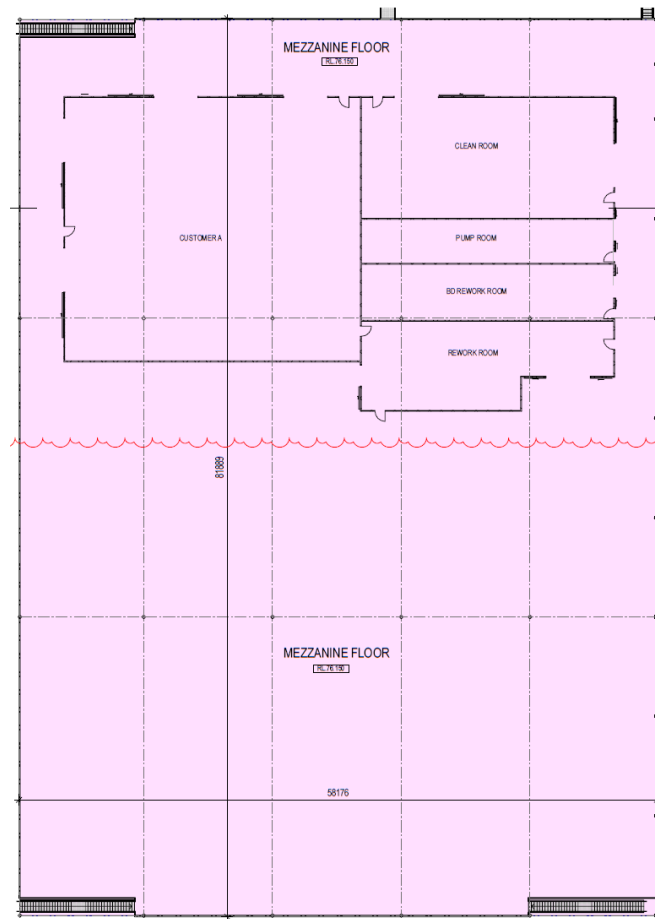 MEZZANINE FLOOR
RL.76.150
CLEAN ROOM
CUSTOMER A
PUMP ROOM
BD REWORK ROOM
REWORK ROOM
81889
MEZZANINE FLOOR
RL.76.150
58176